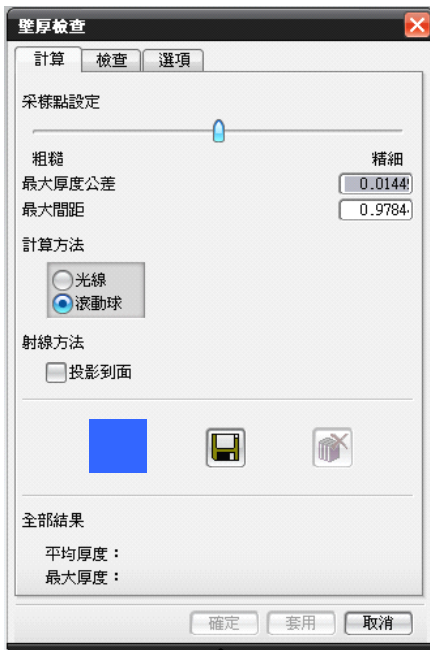 壁厚檢查
計算 檢查 選項
采樣點設定
粗糙 精細
最大厚度公差 0.0144
最大間距 0.9784
計算方法
光線
滾動球
射線方法
投影到面
全部結果
平均厚度：
最大厚度：
確定 套用 取消